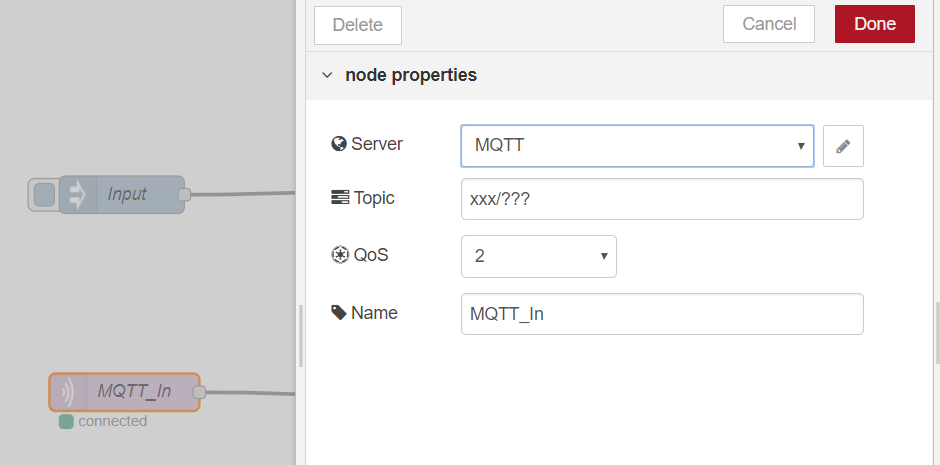 Delete
Cancel
Done
node properties
Server
MQTT
Topic
xxx/???
QoS
2
Name
MQTT_In
Input
MQTT_In
connected